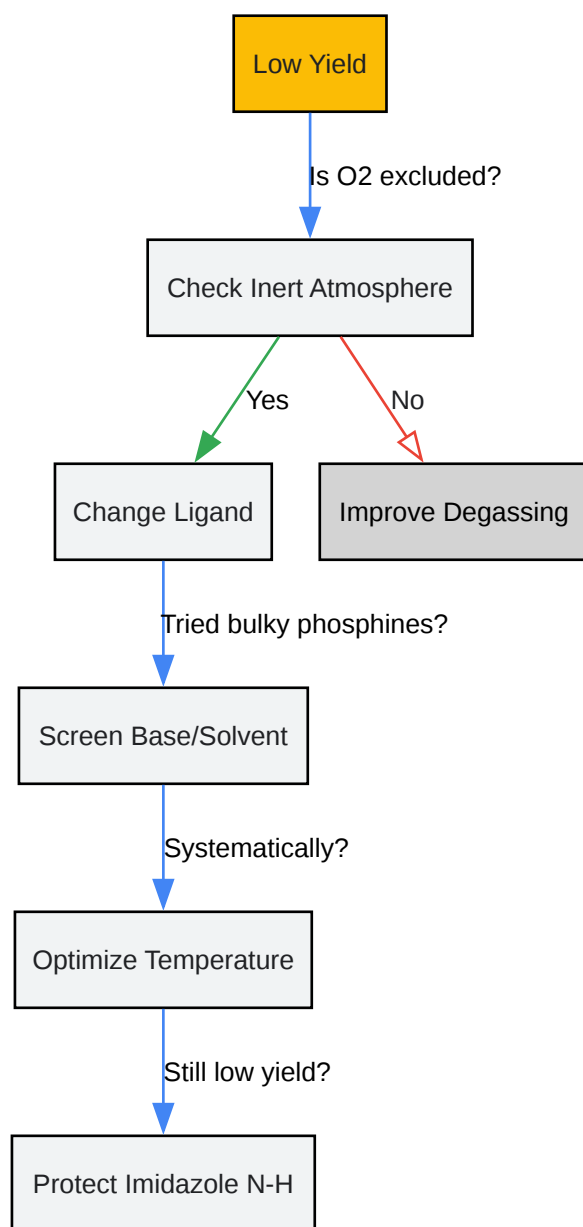 Low Yield
Is O2 excluded?
Check Inert Atmosphere
Yes
No
Change Ligand
Improve Degassing
Tried bulky phosphines?
Screen Base/Solvent
Systematically?
Optimize Temperature
Still low yield?
Protect Imidazole N-H